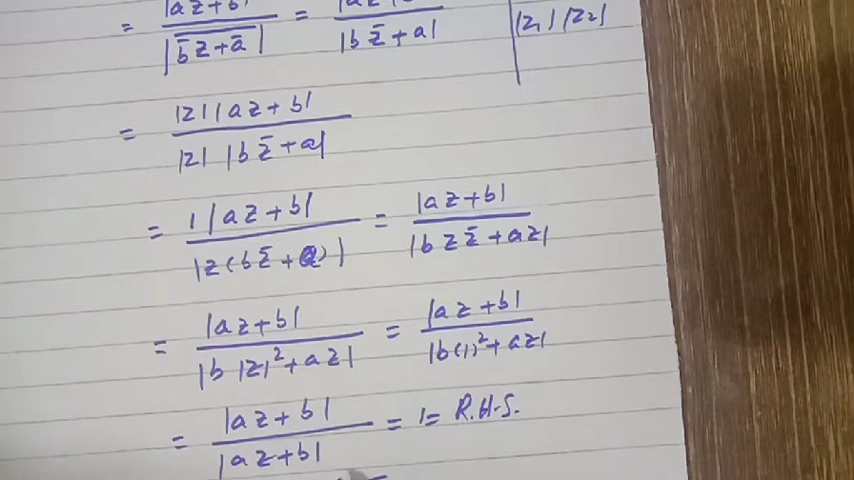 = |az+b| / |b̅z+a̅| = |az+b| / |bz̅+a|
|z₁| |z₂|
= |z| |az+b| / |z| |bz̅+a|
= 1 |az+b| / |z(bz̅+a)| = |az+b| / |bzz̅+az|
= |az+b| / |b|z|²+az| = |az+b| / |b(1)²+az|
= |az+b| / |az+b| = 1 = R.H.S.